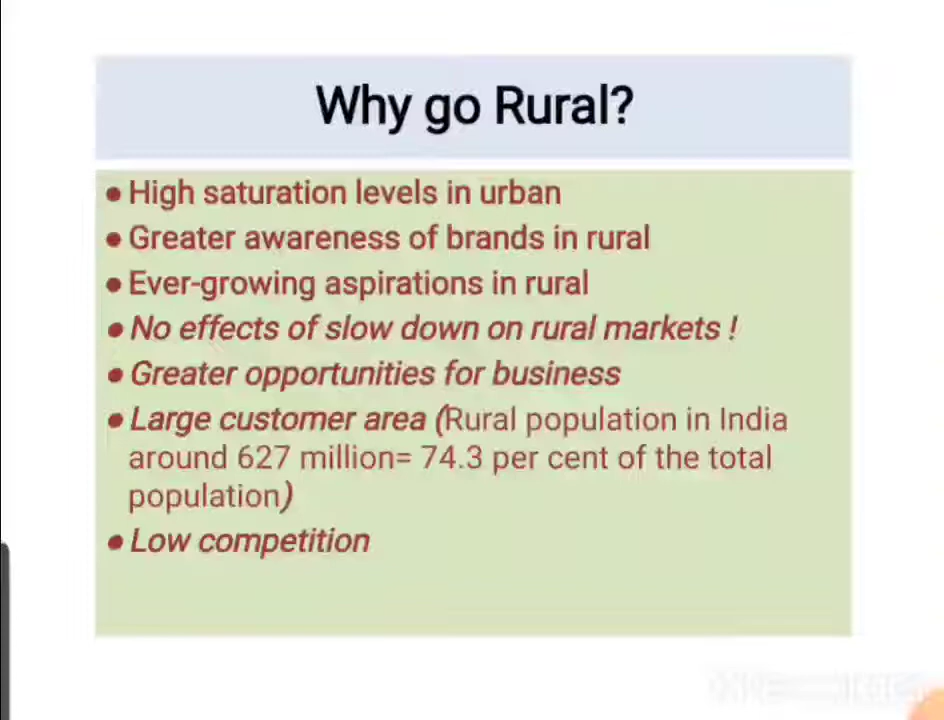 Why go Rural?
• High saturation levels in urban
• Greater awareness of brands in rural
• Ever-growing aspirations in rural
• No effects of slow down on rural markets !
• Greater opportunities for business
• Large customer area (Rural population in India
around 627 million= 74.3 per cent of the total
population)
• Low competition